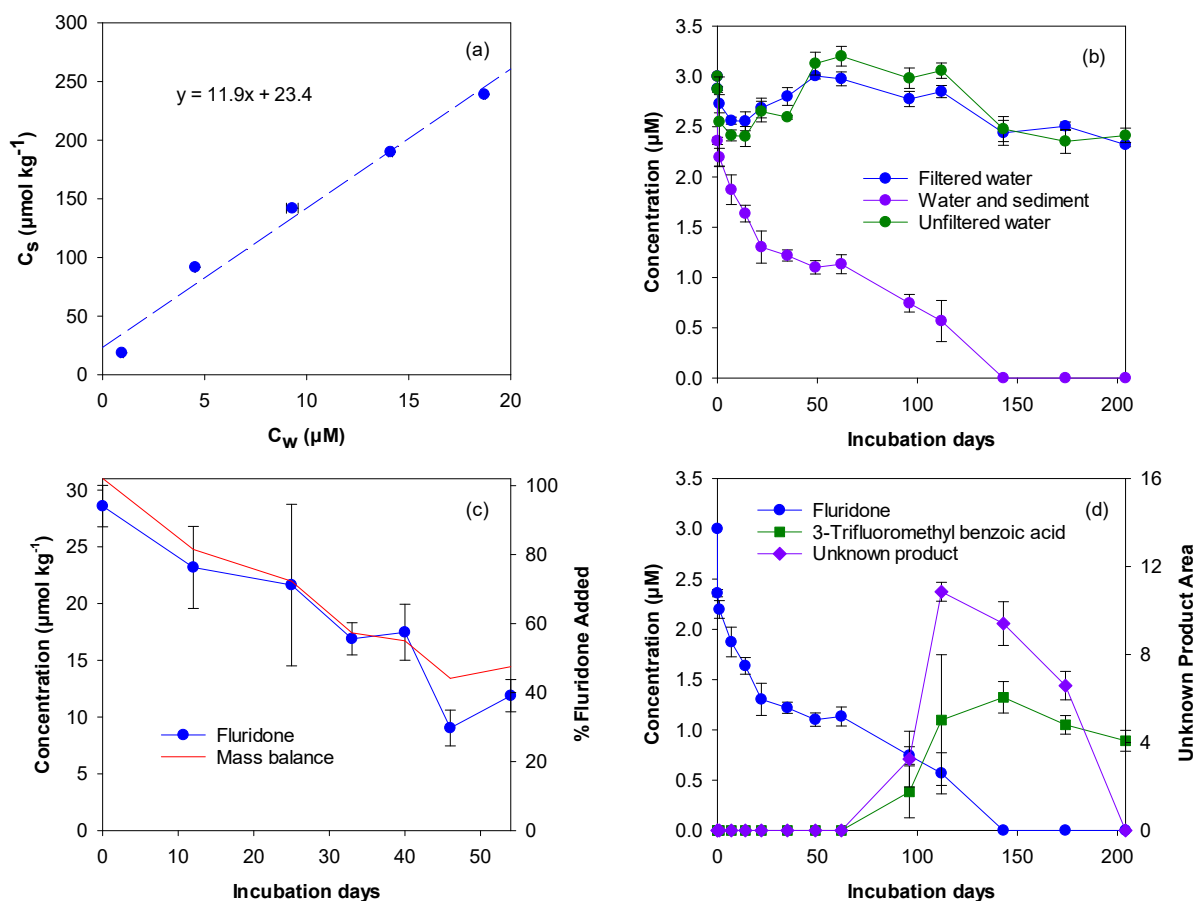 (a)
y = 11.9x + 23.4
300
250
200
150
100
50
0
0 5 10 15 20
Cs (µmol kg-1)
Cw (µM)
(b)
3.5
3.0
2.5
2.0
1.5
1.0
0.5
0.0
0 50 100 150 200
Concentration (µM)
Filtered water
Water and sediment
Unfiltered water
Incubation days
(c)
30
25
20
15
10
5
0
0 10 20 30 40 50
100
80
60
40
20
0
Concentration (µmol kg-1)
% Fluridone Added
Fluridone
Mass balance
Incubation days
(d)
3.5
3.0
2.5
2.0
1.5
1.0
0.5
0.0
0 50 100 150 200
16
12
8
4
0
Concentration (µM)
Unknown Product Area
Fluridone
3-Trifluoromethyl benzoic acid
Unknown product
Incubation days